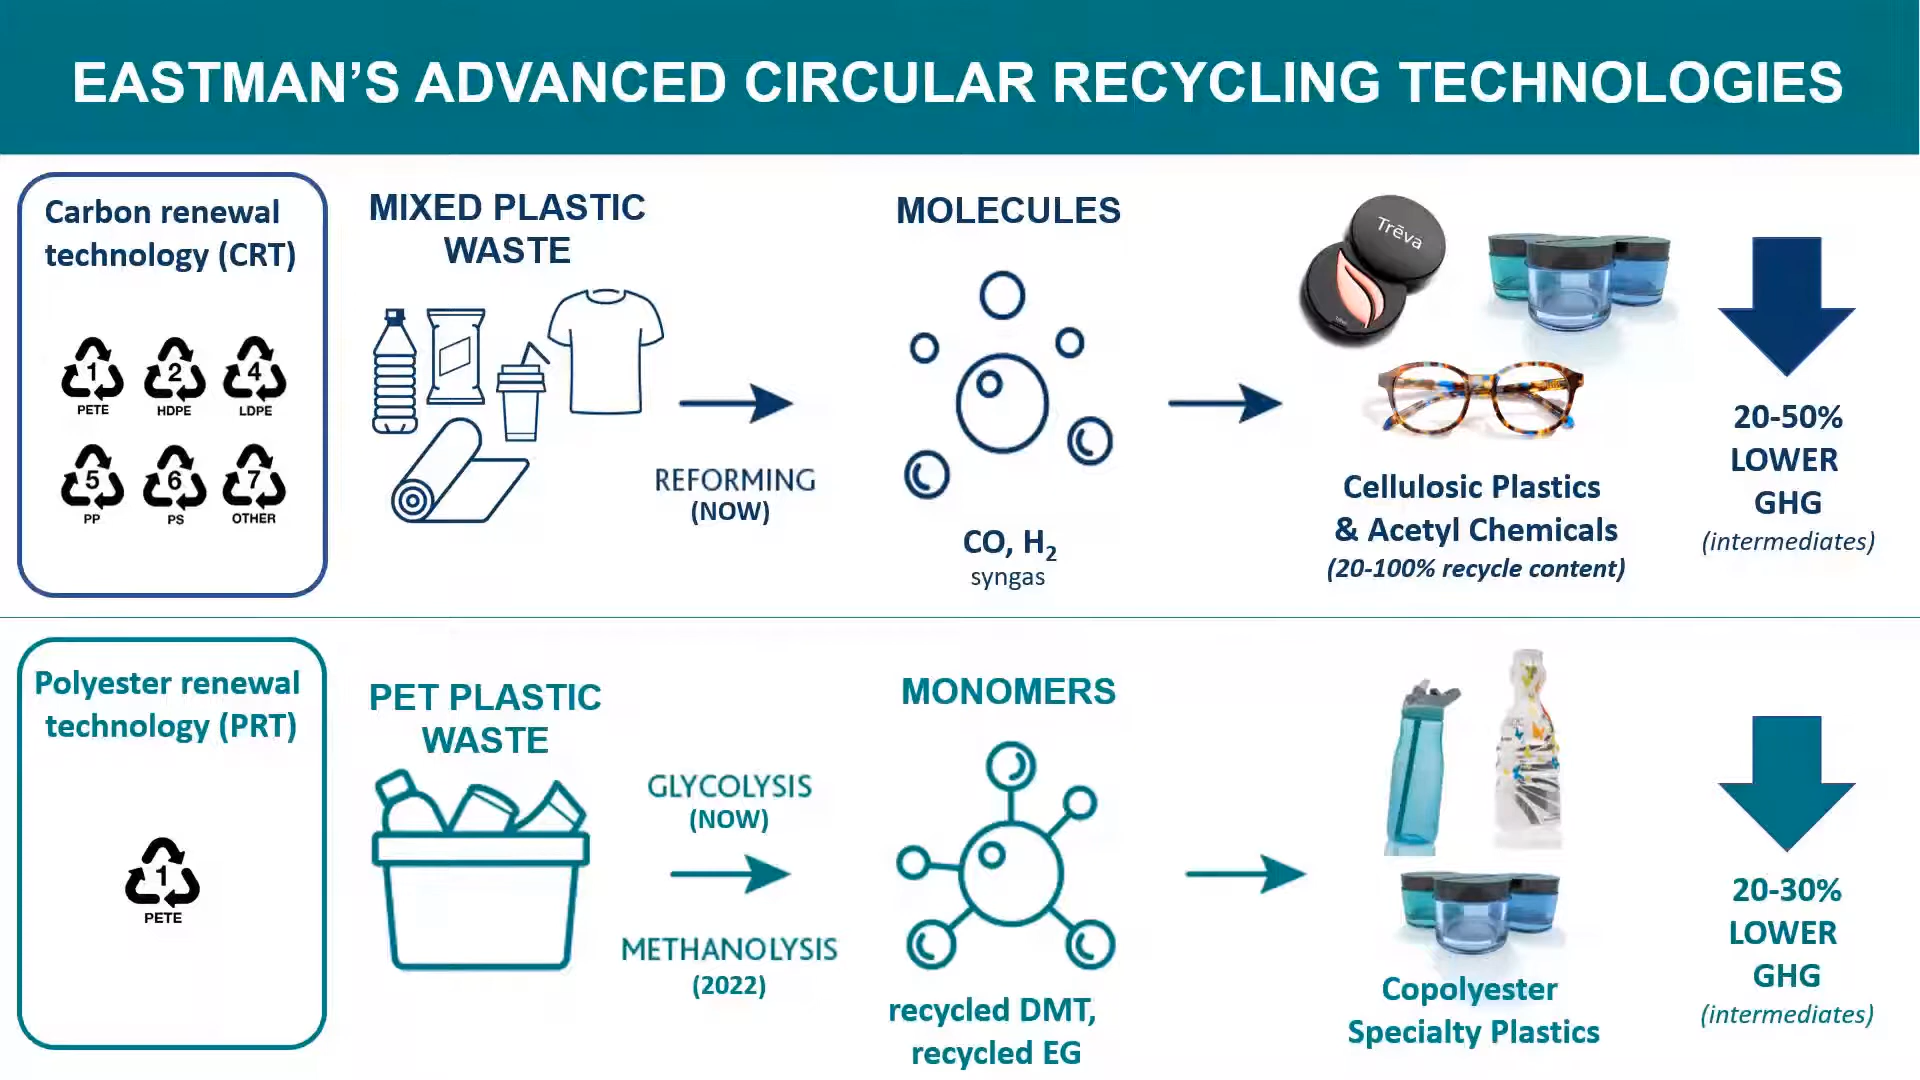 EASTMAN'S ADVANCED CIRCULAR RECYCLING TECHNOLOGIES
Carbon renewal
technology (CRT)
1
PETE
2
HDPE
4
LDPE
5
PP
6
PS
7
OTHER
MIXED PLASTIC
WASTE
REFORMING
(NOW)
MOLECULES
CO, H₂
syngas
Trēva
Cellulosic Plastics
& Acetyl Chemicals
(20-100% recycle content)
20-50%
LOWER
GHG
(intermediates)
Polyester renewal
technology (PRT)
1
PETE
PET PLASTIC
WASTE
GLYCOLYSIS
(NOW)
METHANOLYSIS
(2022)
MONOMERS
recycled DMT,
recycled EG
Copolyester
Specialty Plastics
20-30%
LOWER
GHG
(intermediates)